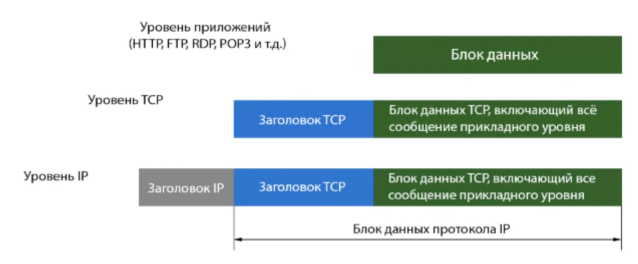 Уровень приложений
(HTTP, FTP, RDP, POP3 и т.д.)
Блок данных
Уровень TCP
Заголовок TCP
Блок данных TCP, включающий всё
сообщение прикладного уровня
Уровень IP
Заголовок IP
Заголовок TCP
Блок данных TCP, включающий все
сообщение прикладного уровня
Блок данных протокола IP